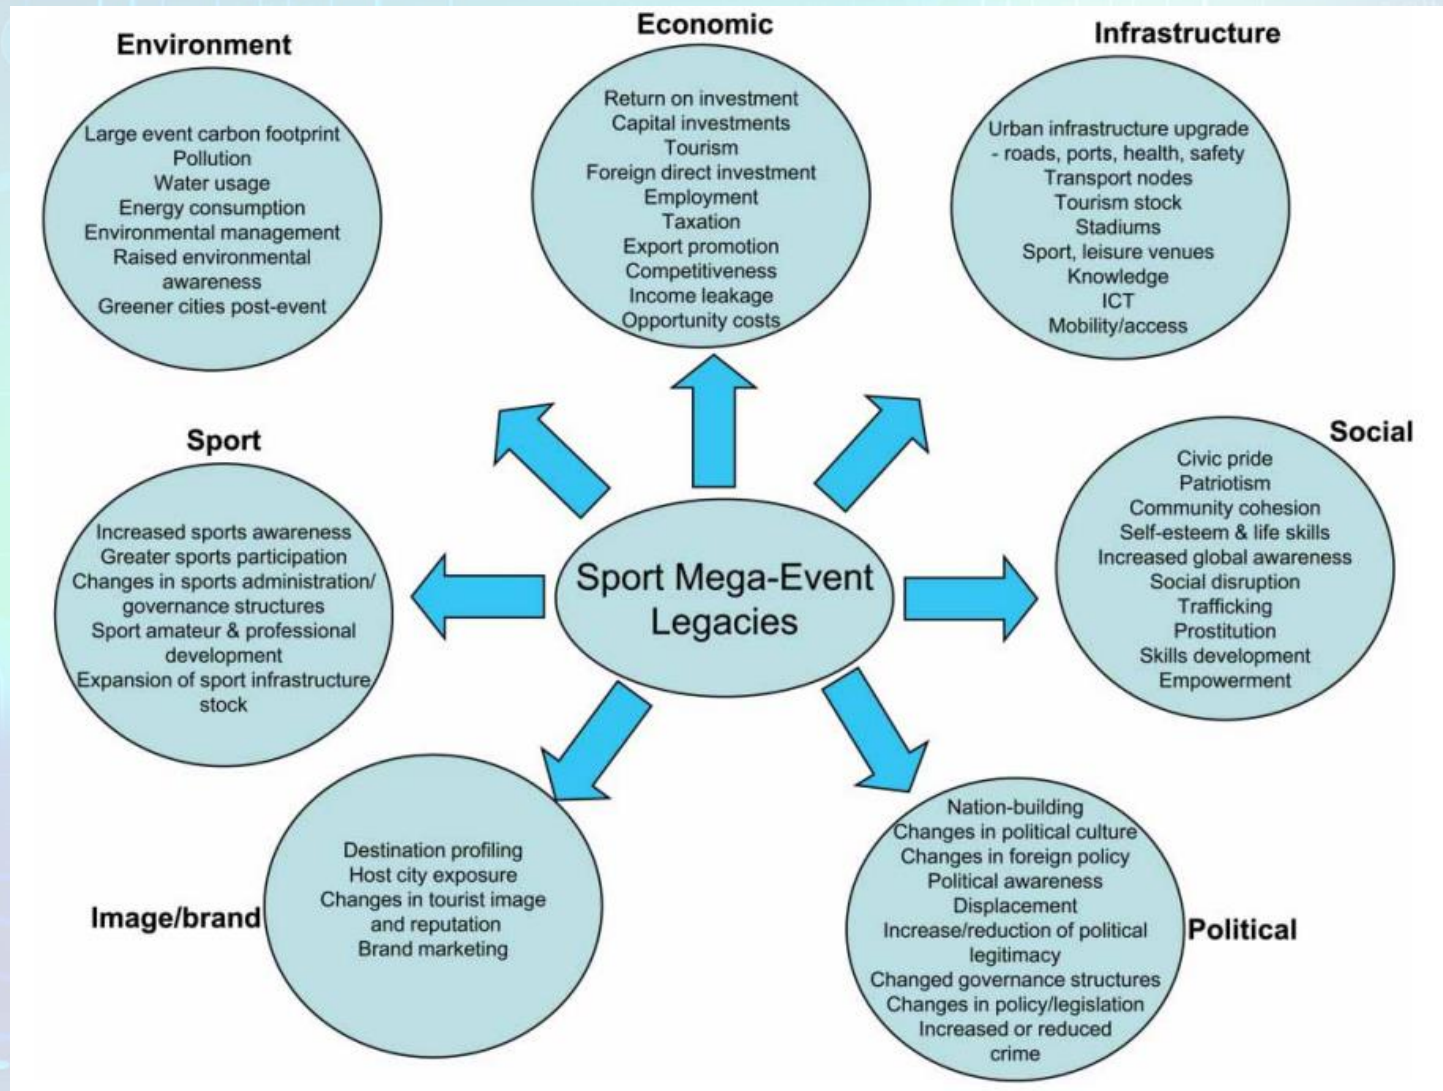 Environment
Large event carbon footprint
Pollution
Water usage
Energy consumption
Environmental management
Raised environmental
awareness
Greener cities post-event
Economic
Return on investment
Capital investments
Tourism
Foreign direct investment
Employment
Taxation
Export promotion
Competitiveness
Income leakage
Opportunity costs
Infrastructure
Urban infrastructure upgrade
- roads, ports, health, safety
Transport nodes
Tourism stock
Stadiums
Sport, leisure venues
Knowledge
ICT
Mobility/access
Sport
Increased sports awareness
Greater sports participation
Changes in sports administration/
governance structures
Sport amateur & professional
development
Expansion of sport infrastructure
stock
Sport Mega-Event
Legacies
Social
Civic pride
Patriotism
Community cohesion
Self-esteem & life skills
Increased global awareness
Social disruption
Trafficking
Prostitution
Skills development
Empowerment
Image/brand
Destination profiling
Host city exposure
Changes in tourist image
and reputation
Brand marketing
Political
Nation-building
Changes in political culture
Changes in foreign policy
Political awareness
Displacement
Increase/reduction of political
legitimacy
Changed governance structures
Changes in policy/legislation
Increased or reduced
crime